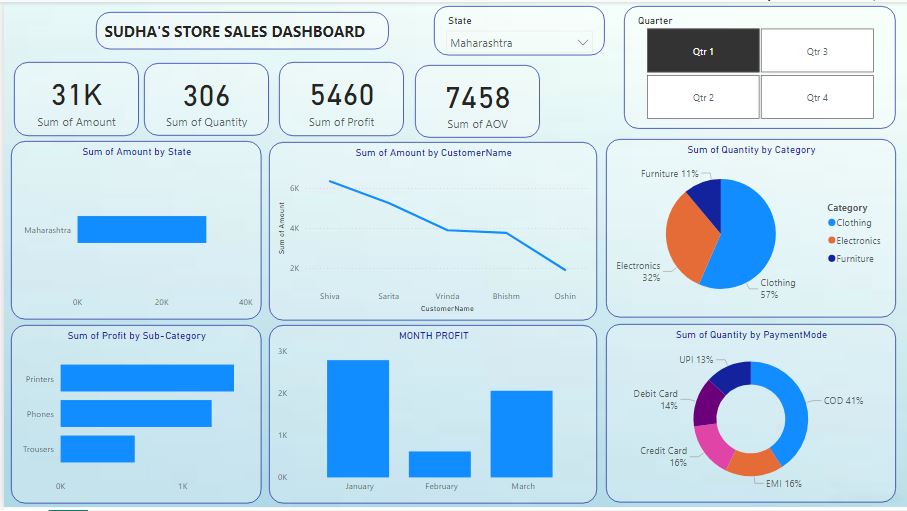 SUDHA'S STORE SALES DASHBOARD
State
Maharashtra
Quarter
Qtr 1
Qtr 3
Qtr 2
Qtr 4
31K
Sum of Amount
306
Sum of Quantity
5460
Sum of Profit
7458
Sum of AOV
Sum of Amount by State
Maharashtra
0K
20K
40K
Sum of Amount by CustomerName
Sum of Amount
6K
4K
2K
Shiva
Sarita
Vrinda
Bhishm
Oshin
CustomerName
Sum of Quantity by Category
Furniture 11%
Electronics
32%
Clothing
57%
Category
Clothing
Electronics
Furniture
Sum of Profit by Sub-Category
Printers
Phones
Trousers
0K
1K
MONTH PROFIT
3K
2K
1K
0K
January
February
March
Sum of Quantity by PaymentMode
UPI 13%
Debit Card
14%
Credit Card
16%
EMI 16%
COD 41%